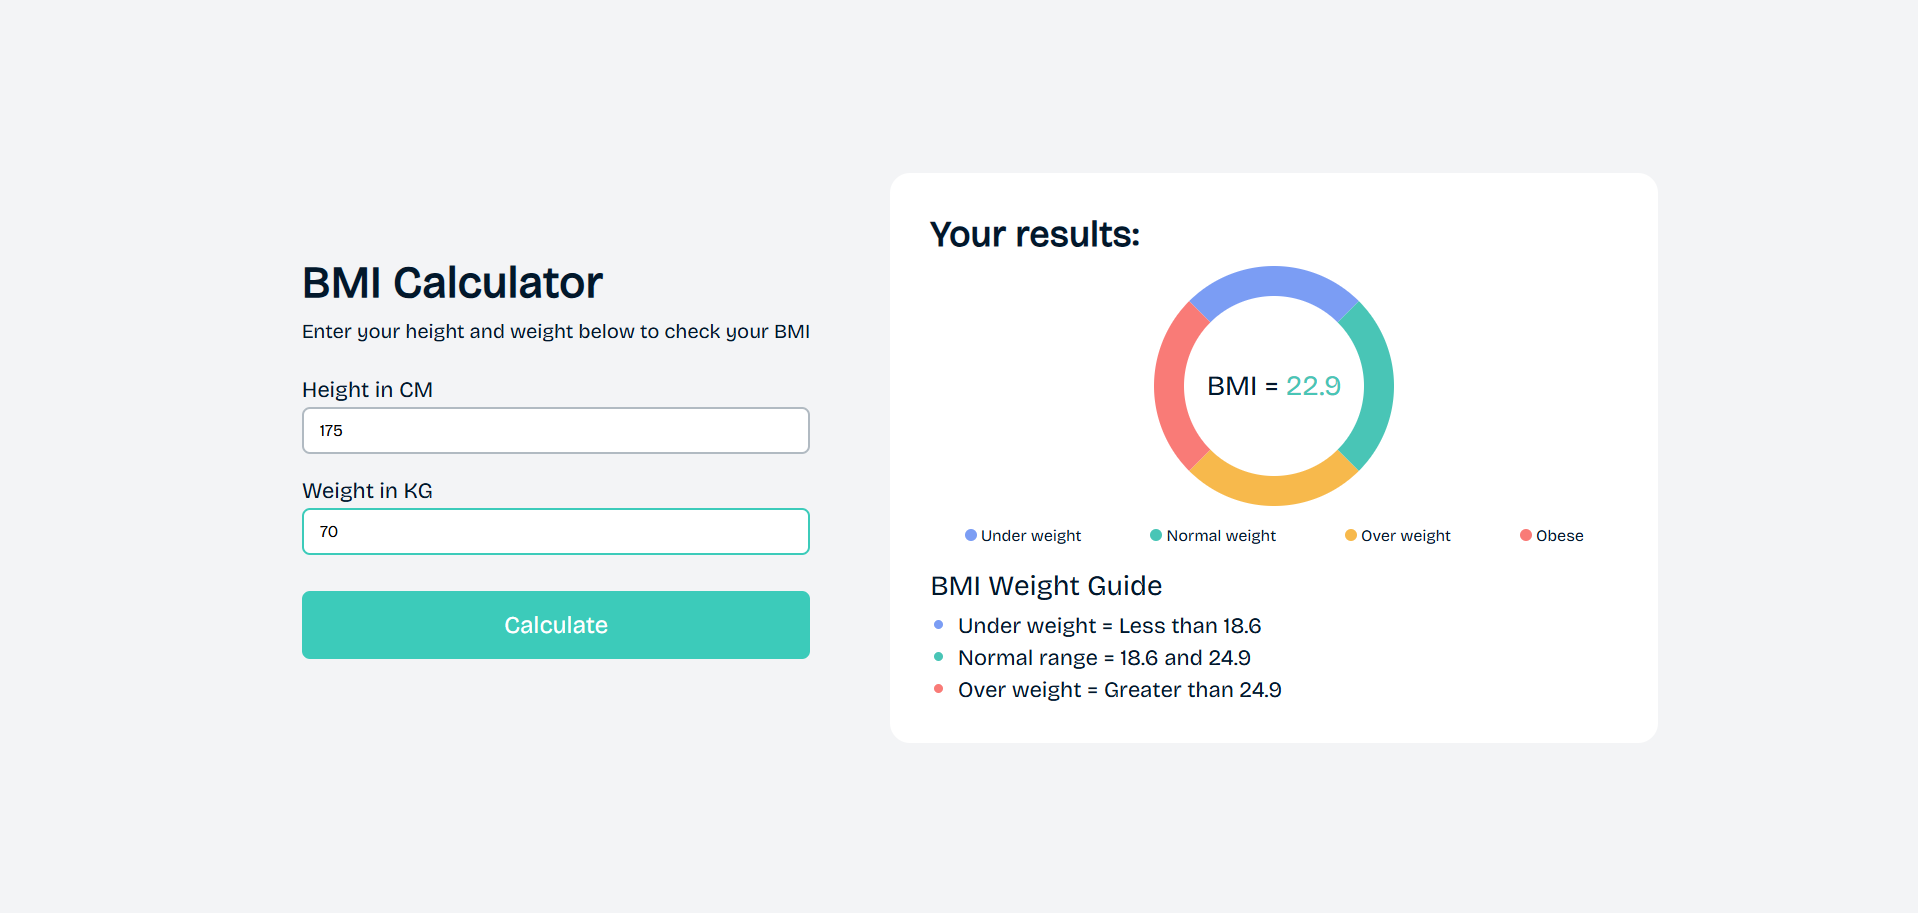 BMI Calculator
Enter your height and weight below to check your BMI
Height in CM
175
Weight in KG
70
Calculate
Your results:
BMI = 22.9
Under weight
Normal weight
Over weight
Obese
BMI Weight Guide
Under weight = Less than 18.6
Normal range = 18.6 and 24.9
Over weight = Greater than 24.9